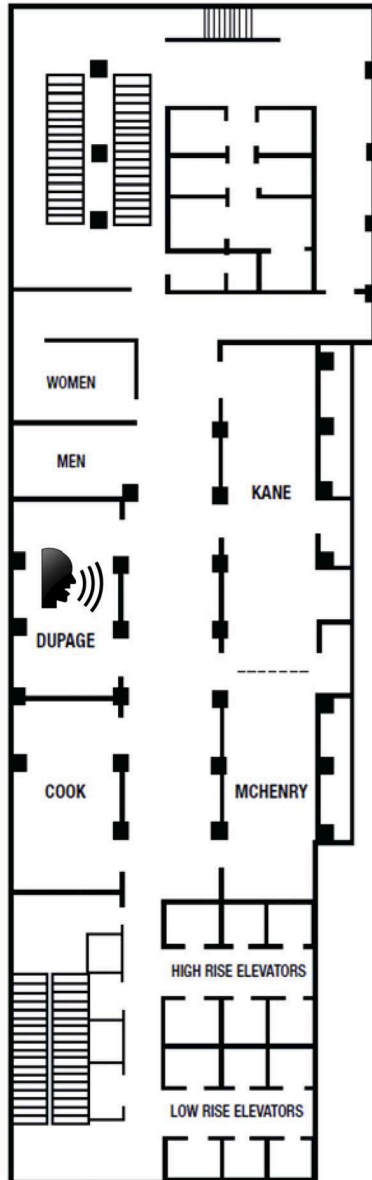 WOMEN
MEN
KANE
DUPAGE
COOK
MCHENRY
HIGH RISE ELEVATORS
LOW RISE ELEVATORS